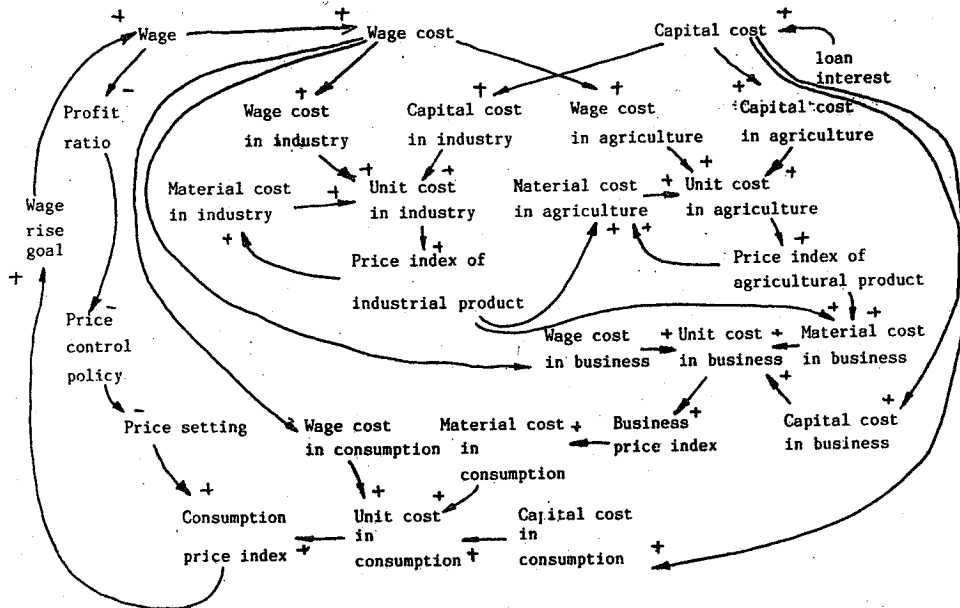 Wage
Wage cost
Capital cost
loan
interest
Profit
ratio
Wage cost
in industry
Capital cost
in industry
Wage cost
in agriculture
Capital cost
in agriculture
Wage
rise
goal
Material cost
in industry
Unit cost
in industry
Material cost
in agriculture
Unit cost
in agriculture
Price index of
industrial product
Price index of
agricultural product
Price
control
policy
Wage cost
in business
Unit cost
in business
Material cost
in business
Price setting
Wage cost
in consumption
Material cost
in
consumption
Business
price index
Capital cost
in business
Consumption
price index
Unit cost
in
consumption
Capital cost
in
consumption